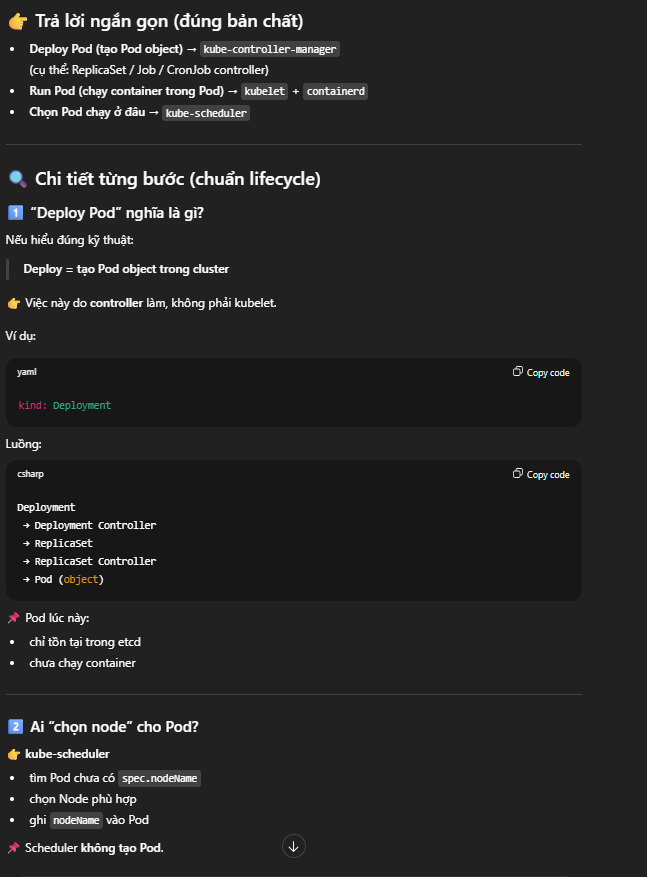 👉 Trả lời ngắn gọn (đúng bản chất)
• Deploy Pod (tạo Pod object) → kube-controller-manager
(cụ thể: ReplicaSet / Job / CronJob controller)
• Run Pod (chạy container trong Pod) → kubelet + containerd
• Chọn Pod chạy ở đâu → kube-scheduler
🔍 Chi tiết từng bước (chuẩn lifecycle)
1️⃣ “Deploy Pod” nghĩa là gì?
Nếu hiểu đúng kỹ thuật:
Deploy = tạo Pod object trong cluster
👉 Việc này do controller làm, không phải kubelet.
Ví dụ:
yaml Copy code
kind: Deployment
Luồng:
csharp Copy code
Deployment
→ Deployment Controller
→ ReplicaSet
→ ReplicaSet Controller
→ Pod (object)
📌 Pod lúc này:
• chỉ tồn tại trong etcd
• chưa chạy container
2️⃣ Ai “chọn node” cho Pod?
👉 kube-scheduler
• tìm Pod chưa có spec.nodeName
• chọn Node phù hợp
• ghi nodeName vào Pod
📌 Scheduler không tạo Pod.